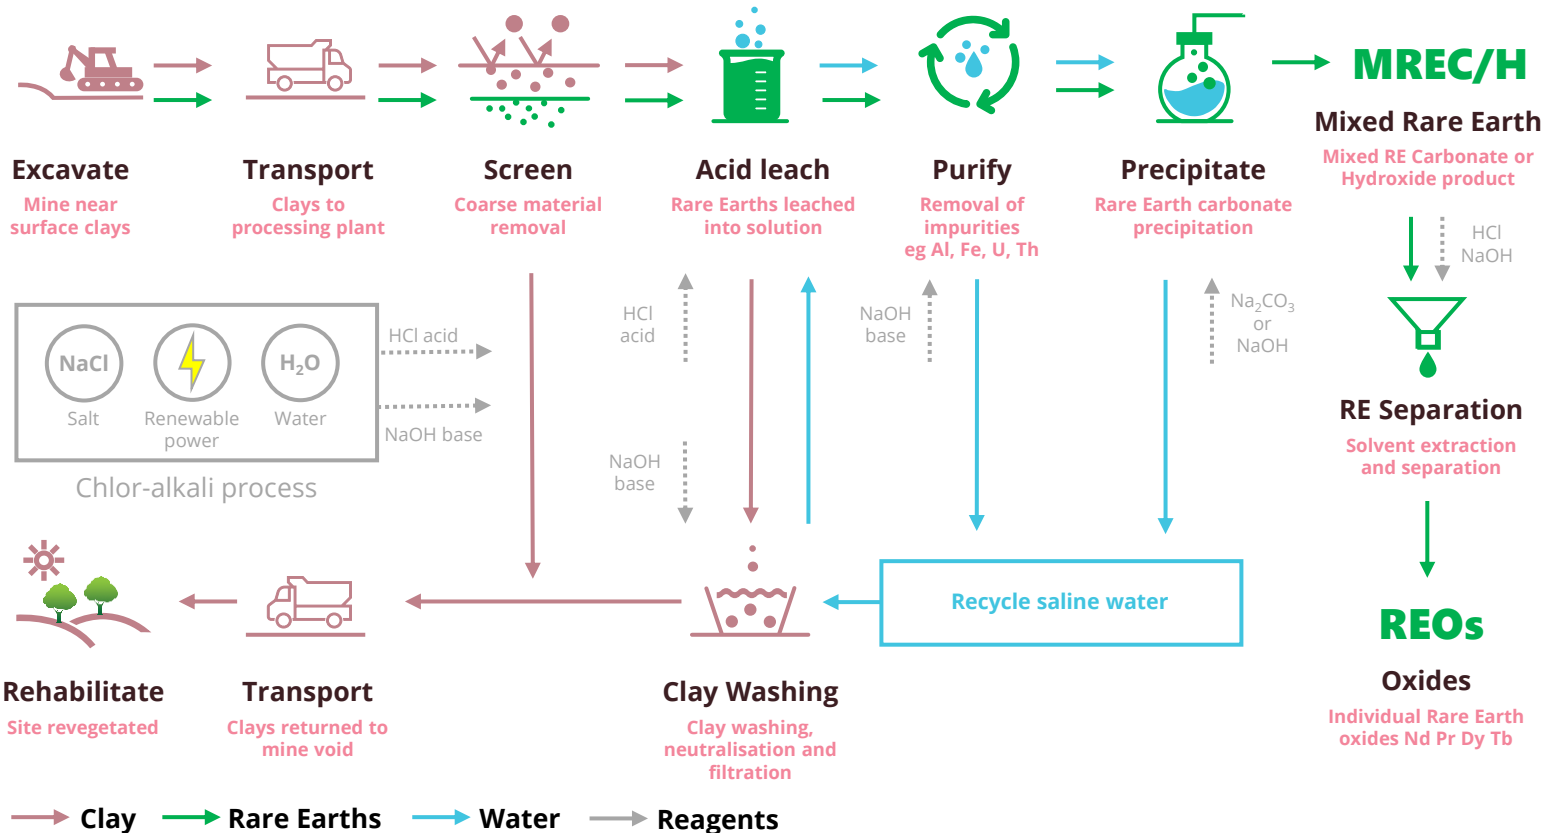 MREC/H
Excavate
Mine near
surface clays
Transport
Clays to
processing plant
Screen
Coarse material
removal
Acid leach
Rare Earths leached
into solution
Purify
Removal of
impurities
eg Al, Fe, U, Th
Precipitate
Rare Earth carbonate
precipitation
Mixed Rare Earth
Mixed RE Carbonate or
Hydroxide product
HCl
NaOH
NaCl
Salt
Renewable
power
H₂O
Water
Chlor-alkali process
HCl acid
NaOH base
HCl
acid
NaOH
base
NaOH
base
Na₂CO₃
or
NaOH
RE Separation
Solvent extraction
and separation
Recycle saline water
REOs
Oxides
Individual Rare Earth
oxides Nd Pr Dy Tb
Rehabilitate
Site revegetated
Transport
Clays returned to
mine void
Clay Washing
Clay washing,
neutralisation and
filtration
Clay
Rare Earths
Water
Reagents